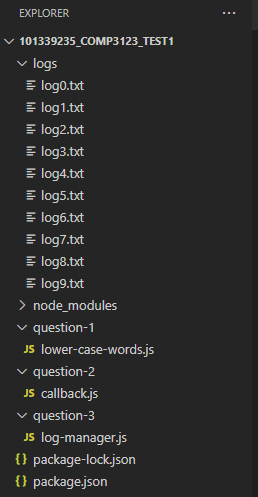 EXPLORER
101339235_COMP3123_TEST1
logs
log0.txt
log1.txt
log2.txt
log3.txt
log4.txt
log5.txt
log6.txt
log7.txt
log8.txt
log9.txt
node_modules
question-1
JS lower-case-words.js
question-2
JS callback.js
question-3
JS log-manager.js
{} package-lock.json
{} package.json